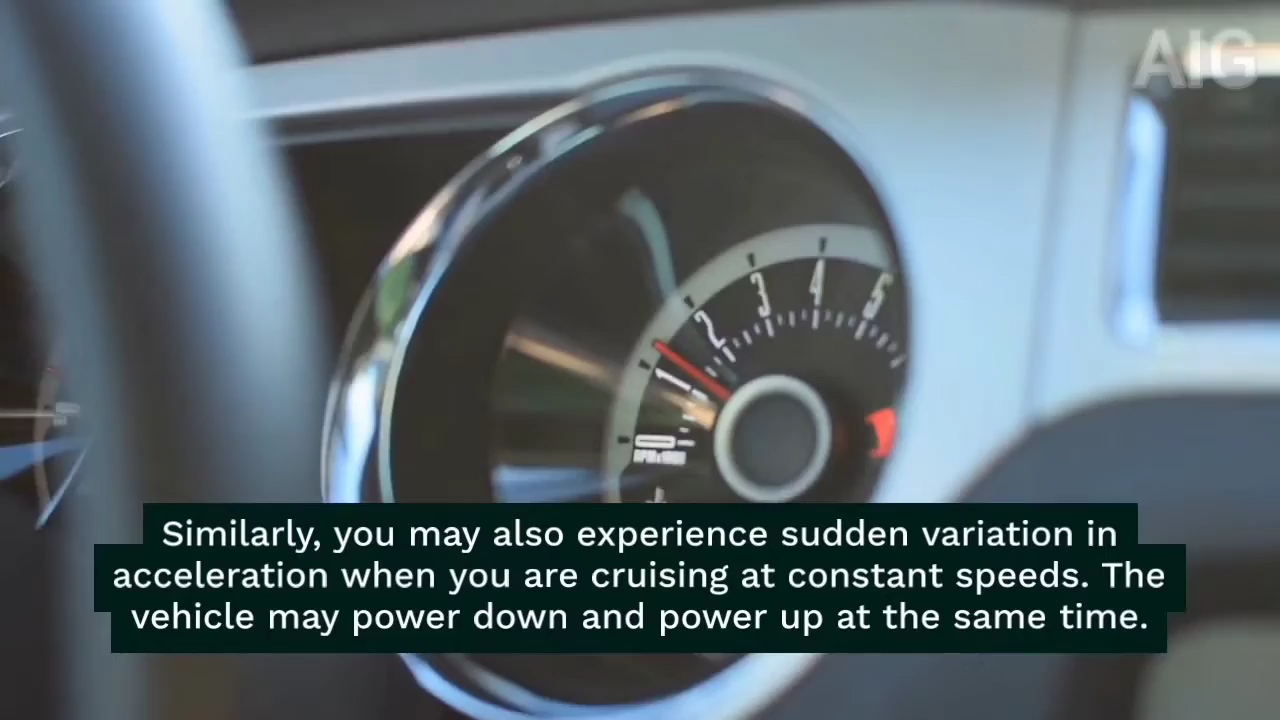 AIG
5
4
3
2
1
Similarly, you may also experience sudden variation in
acceleration when you are cruising at constant speeds. The
vehicle may power down and power up at the same time.